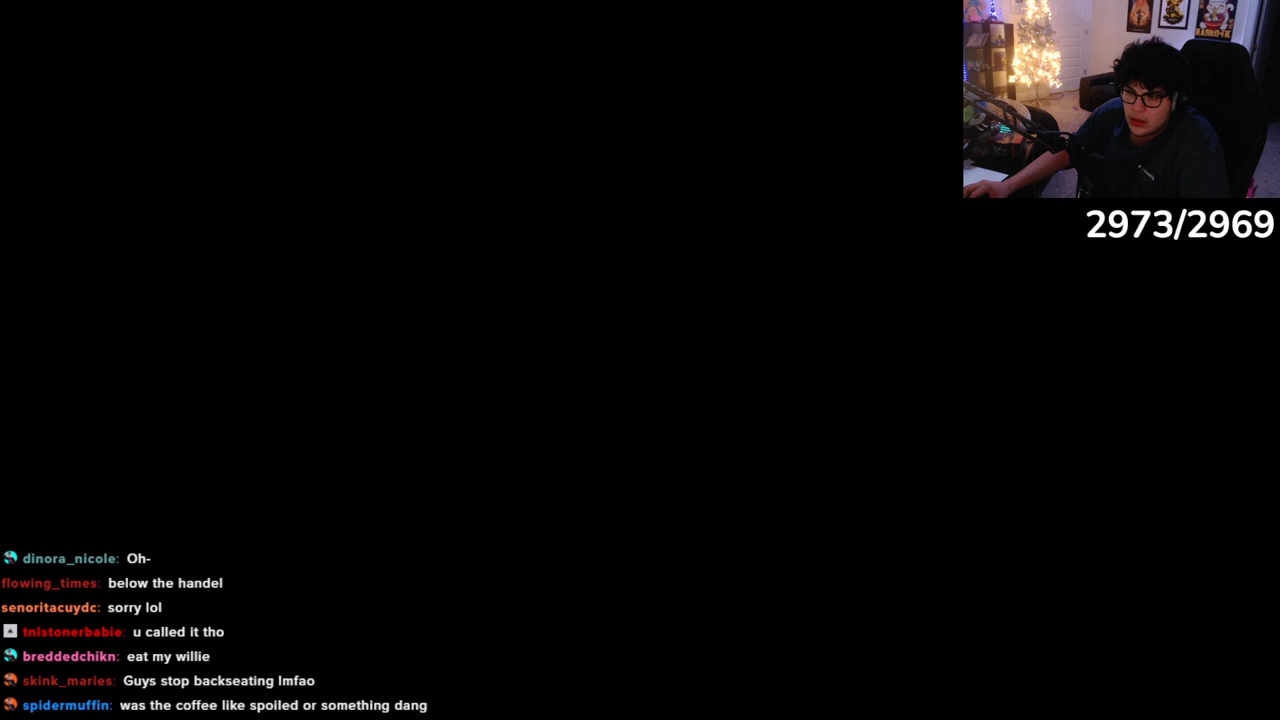 2973/2969
dinora_nicole: Oh-
flowing_times: below the handel
senoritacuydc: sorry lol
tnlstonerbabie: u called it tho
breddedchikn: eat my willie
skink_maries: Guys stop backseating lmfao
spidermuffin: was the coffee like spoiled or something dang